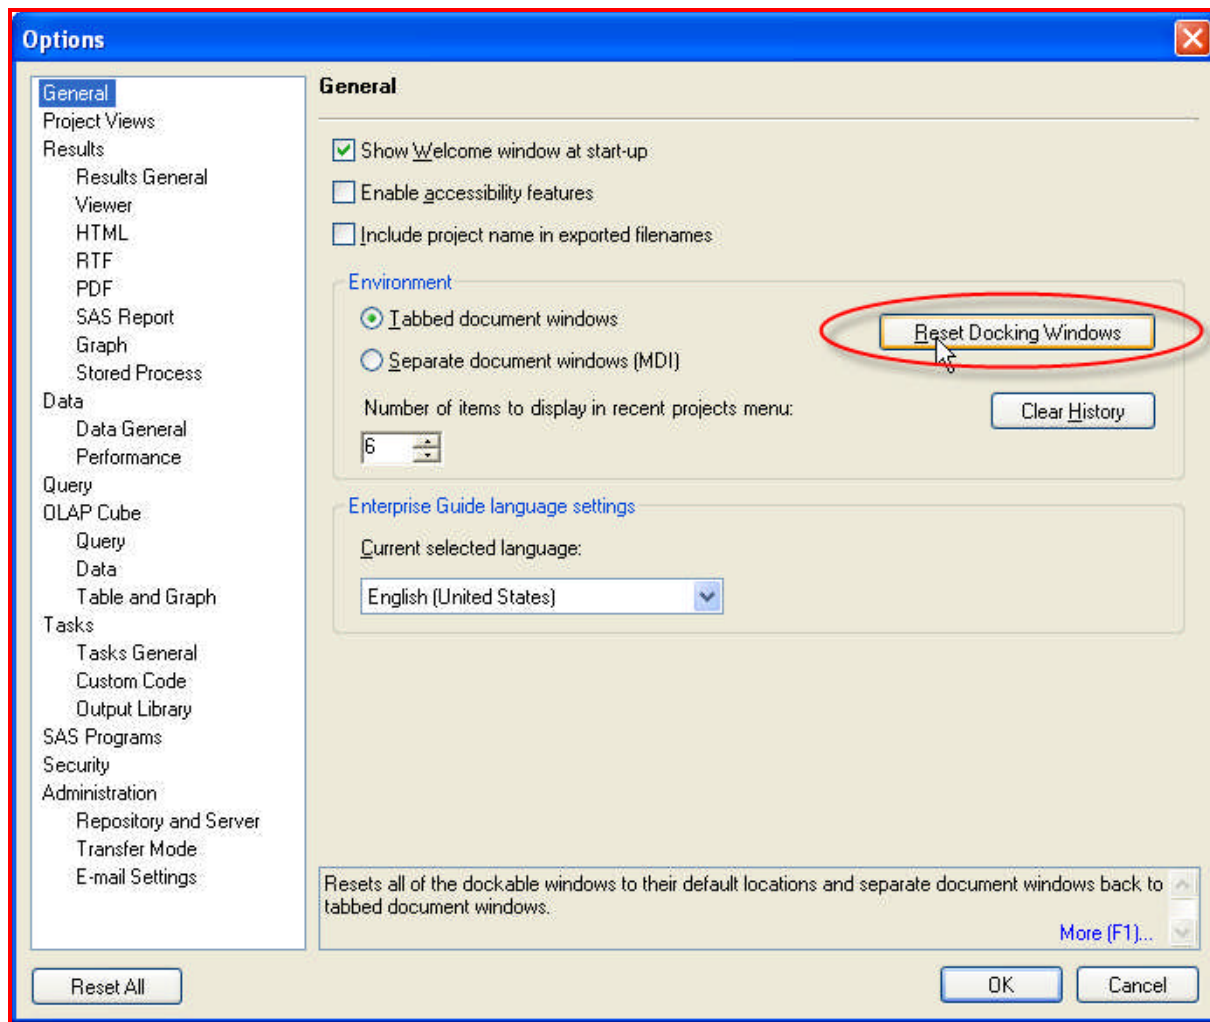 Options
General
Project Views
Results
Results General
Viewer
HTML
RTF
PDF
SAS Report
Graph
Stored Process
Data
Data General
Performance
Query
OLAP Cube
Query
Data
Table and Graph
Tasks
Tasks General
Custom Code
Output Library
SAS Programs
Security
Administration
Repository and Server
Transfer Mode
E-mail Settings
General
Show Welcome window at start-up
Enable accessibility features
Include project name in exported filenames
Environment
Tabbed document windows
Reset Docking Windows
Separate document windows (MDI)
Number of items to display in recent projects menu:
Clear History
6
Enterprise Guide language settings
Current selected language:
English (United States)
Resets all of the dockable windows to their default locations and separate document windows back to
tabbed document windows.
More (F1)...
Reset All
OK
Cancel